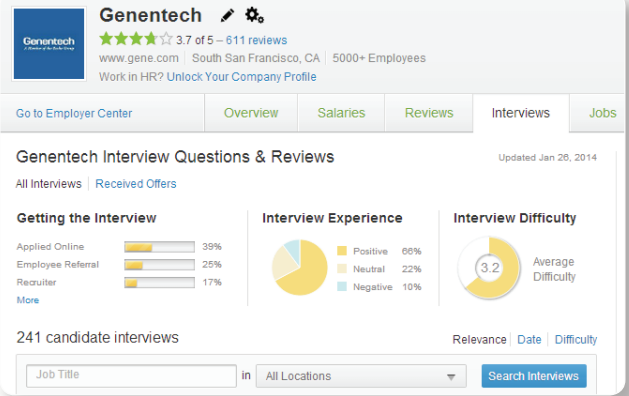 Genentech
Genentech
A Member of the Roche Group
3.7 of 5 – 611 reviews
www.gene.com South San Francisco, CA 5000+ Employees
Work in HR? Unlock Your Company Profile
Go to Employer Center Overview Salaries Reviews Interviews Jobs
Genentech Interview Questions & Reviews Updated Jan 26, 2014
All Interviews Received Offers
Getting the Interview Interview Experience Interview Difficulty
Applied Online 39% Positive 66%
Employee Referral 25% Neutral 22% 3.2 Average Difficulty
Recruiter 17% Negative 10%
More
241 candidate interviews Relevance Date Difficulty
Job Title in All Locations Search Interviews